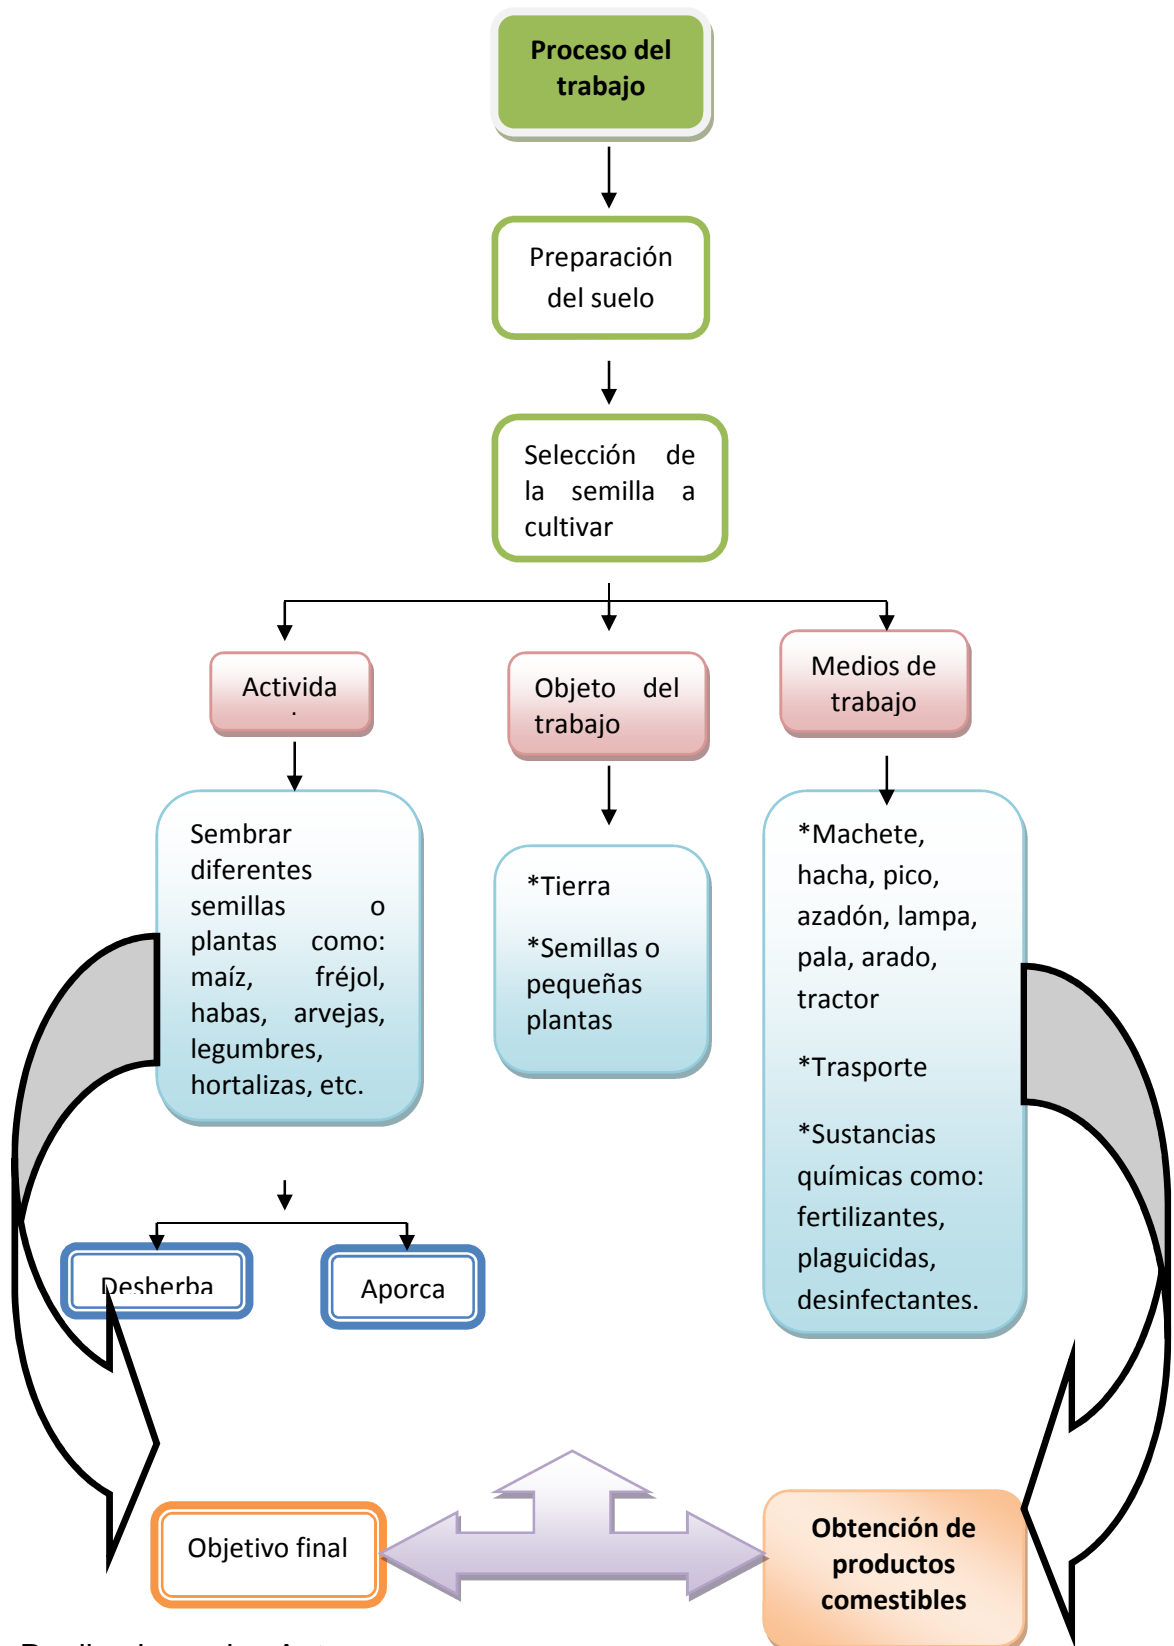 Proceso del
trabajo
Preparación
del suelo
Selección de
la semilla a
cultivar
Activida
Objeto del
trabajo
Medios de
trabajo
Sembrar
diferentes
semillas o
plantas como:
maíz, fréjol,
habas, arvejas,
legumbres,
hortalizas, etc.
*Tierra
*Semillas o
pequeñas
plantas
*Machete,
hacha, pico,
azadón, lampa,
pala, arado,
tractor
*Trasporte
*Sustancias
químicas como:
fertilizantes,
plaguicidas,
desinfectantes.
Desherba
Aporca
Objetivo final
Obtención de
productos
comestibles